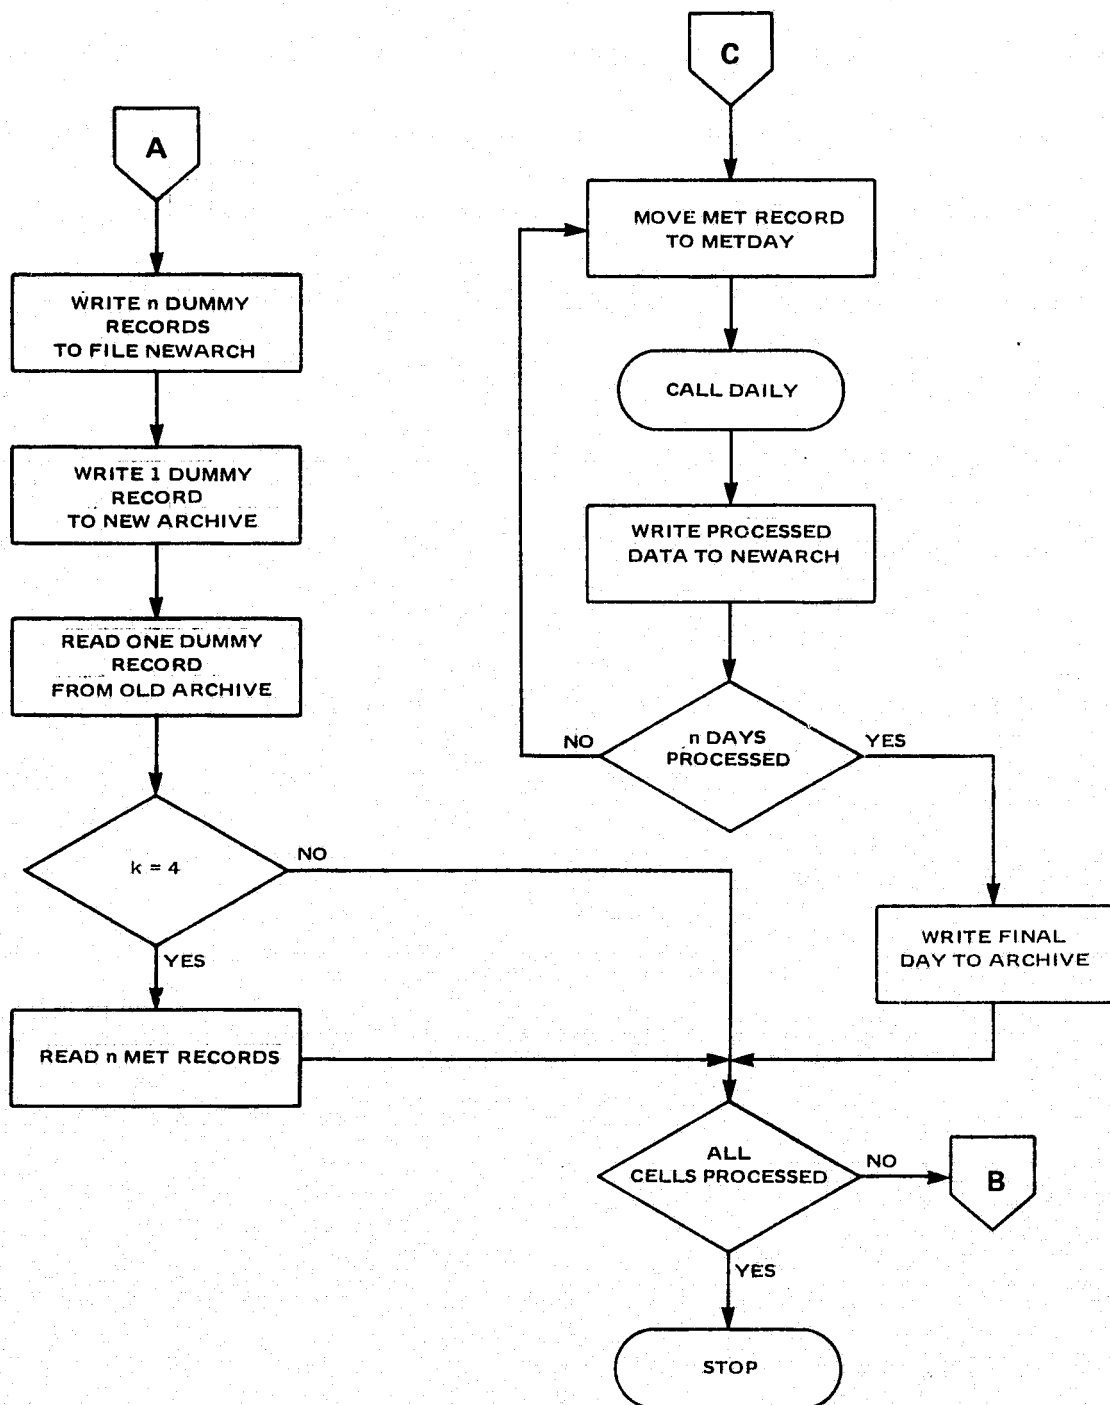 A
WRITE n DUMMY
RECORDS
TO FILE NEWARCH
WRITE 1 DUMMY
RECORD
TO NEW ARCHIVE
READ ONE DUMMY
RECORD
FROM OLD ARCHIVE
k = 4
NO
YES
READ n MET RECORDS
C
MOVE MET RECORD
TO METDAY
CALL DAILY
WRITE PROCESSED
DATA TO NEWARCH
n DAYS
PROCESSED
NO
YES
WRITE FINAL
DAY TO ARCHIVE
ALL
CELLS PROCESSED
NO
B
YES
STOP